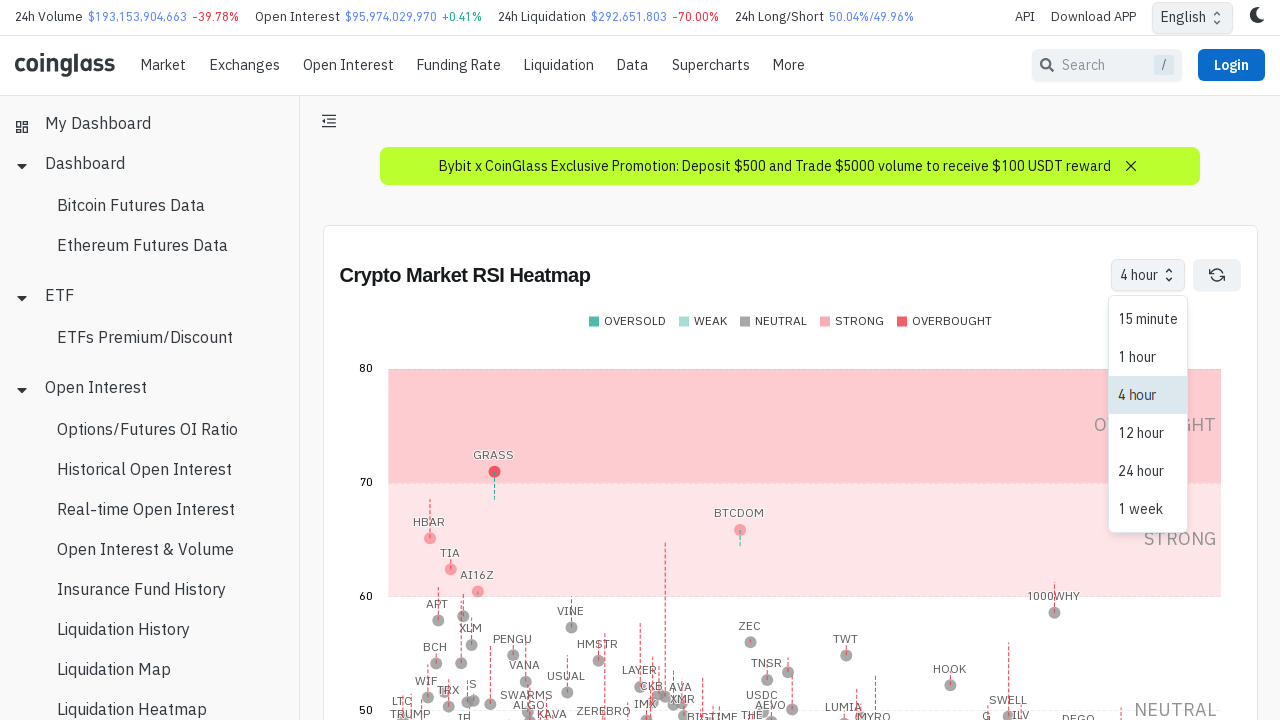 24h Volume $193,153,904,663 -39.78% Open Interest $95,974,029,970 +0.41% 24h Liquidation $292,651,803 -70.00% 24h Long/Short 50.04%/49.96% API Download APP English
coinglass Market Exchanges Open Interest Funding Rate Liquidation Data Supercharts More Search / Login
My Dashboard
Dashboard
Bitcoin Futures Data
Ethereum Futures Data
ETF
ETFs Premium/Discount
Open Interest
Options/Futures OI Ratio
Historical Open Interest
Real-time Open Interest
Open Interest & Volume
Insurance Fund History
Liquidation History
Liquidation Map
Liquidation Heatmap
Bybit x CoinGlass Exclusive Promotion: Deposit $500 and Trade $5000 volume to receive $100 USDT reward
Crypto Market RSI Heatmap
4 hour
15 minute
1 hour
4 hour
12 hour
24 hour
1 week
OVERSOLD WEAK NEUTRAL STRONG OVERBOUGHT
80
GRASS
70
BTCDOM
HBAR
STRONG
TIA
AI16Z
60
1000WHY
APT
VINE
XLM
ZEC
PENGU
TWT
HMSTR
BCH
VANA
TNSR
HOOK
LAYER
USUAL
WIF
S
CKB
AVA
TRX
SWARMS
USDC
LTC
XMR
SWELL
ALGO
IMX
AEVO
LUMIA
50
ZEREBRO
NEUTRAL
TRUMP
KAVA
BIGTIME
THE
MYRO
DEGO